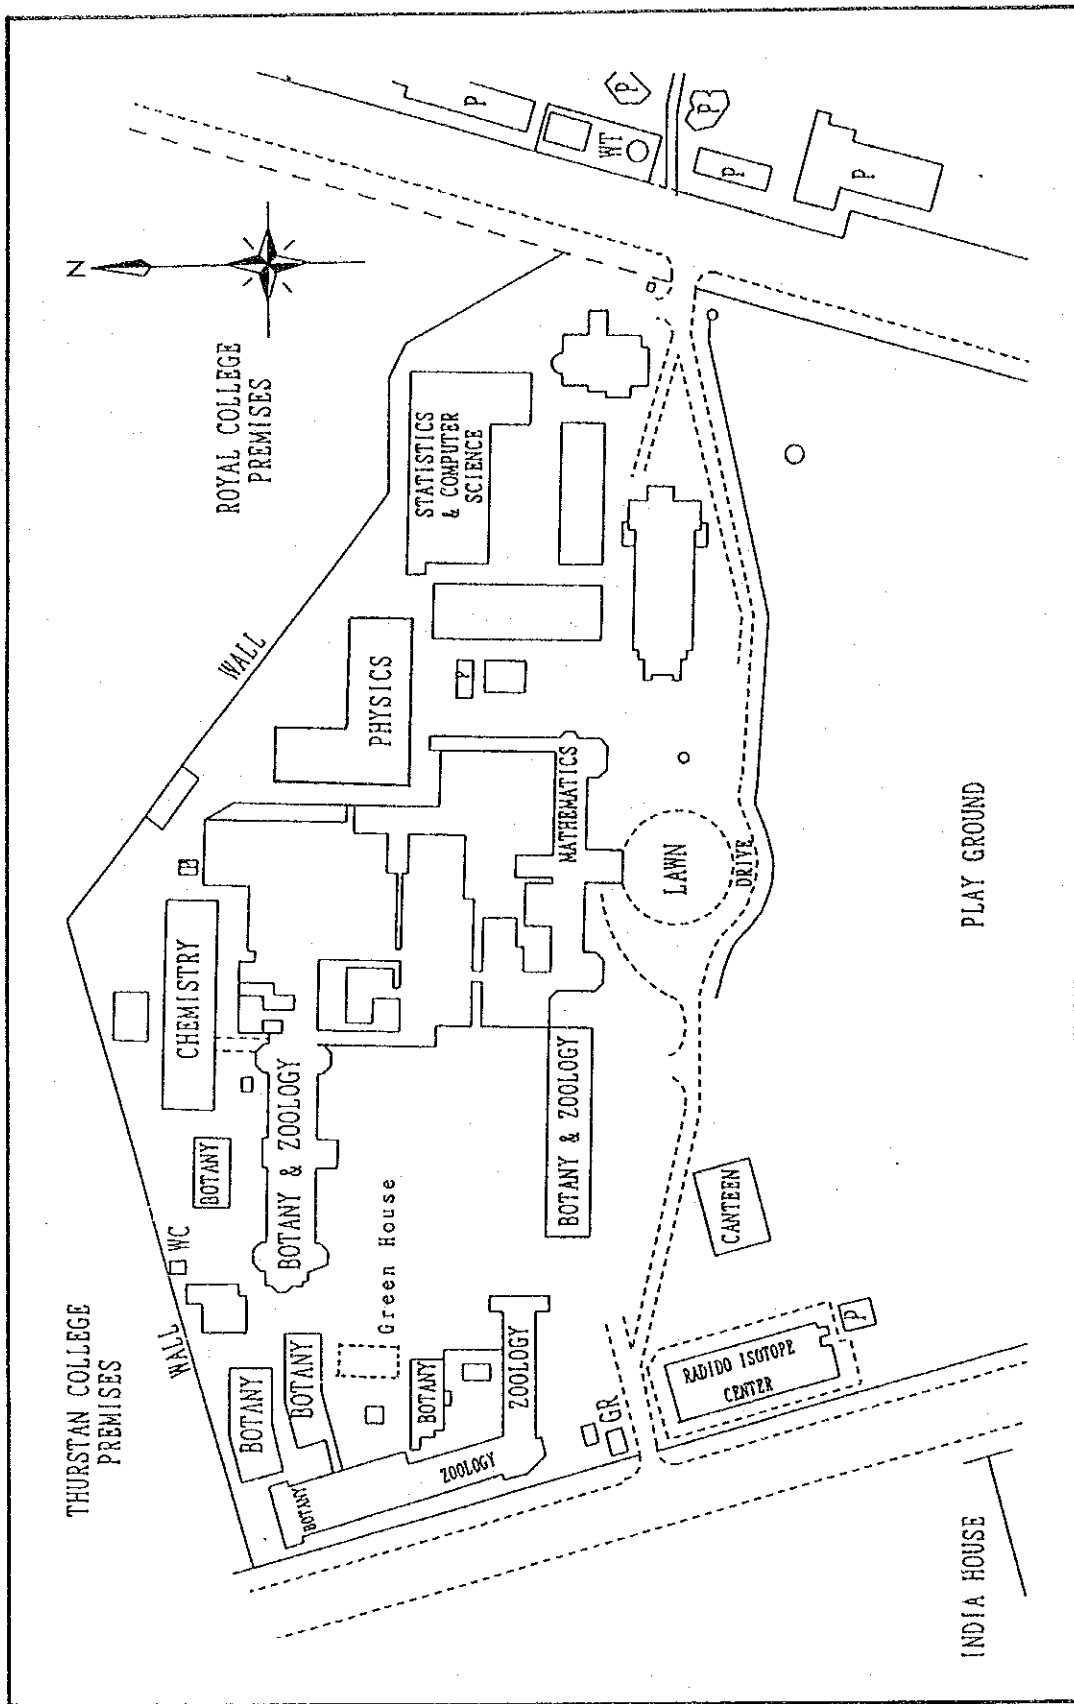 N
THURSTAN COLLEGE
PREMISES
WALL
WC
CHEMISTRY
BOTANY
ROYAL COLLEGE
PREMISES
WALL
BOTANY
BOTANY & ZOOLOGY
BOTANY
BOTANY
PHYSICS
Green House
BOTANY
STATISTICS
& COMPUTER
SCIENCE
ZOOLOGY
P
P
ZOOLOGY
MATHEMATICS
BOTANY & ZOOLOGY
GR
WT
P
LAWN
P
RADIDO ISOTOPE
CENTER
CANTEEN
P
DRIVE
P
P
INDIA HOUSE
PLAY GROUND